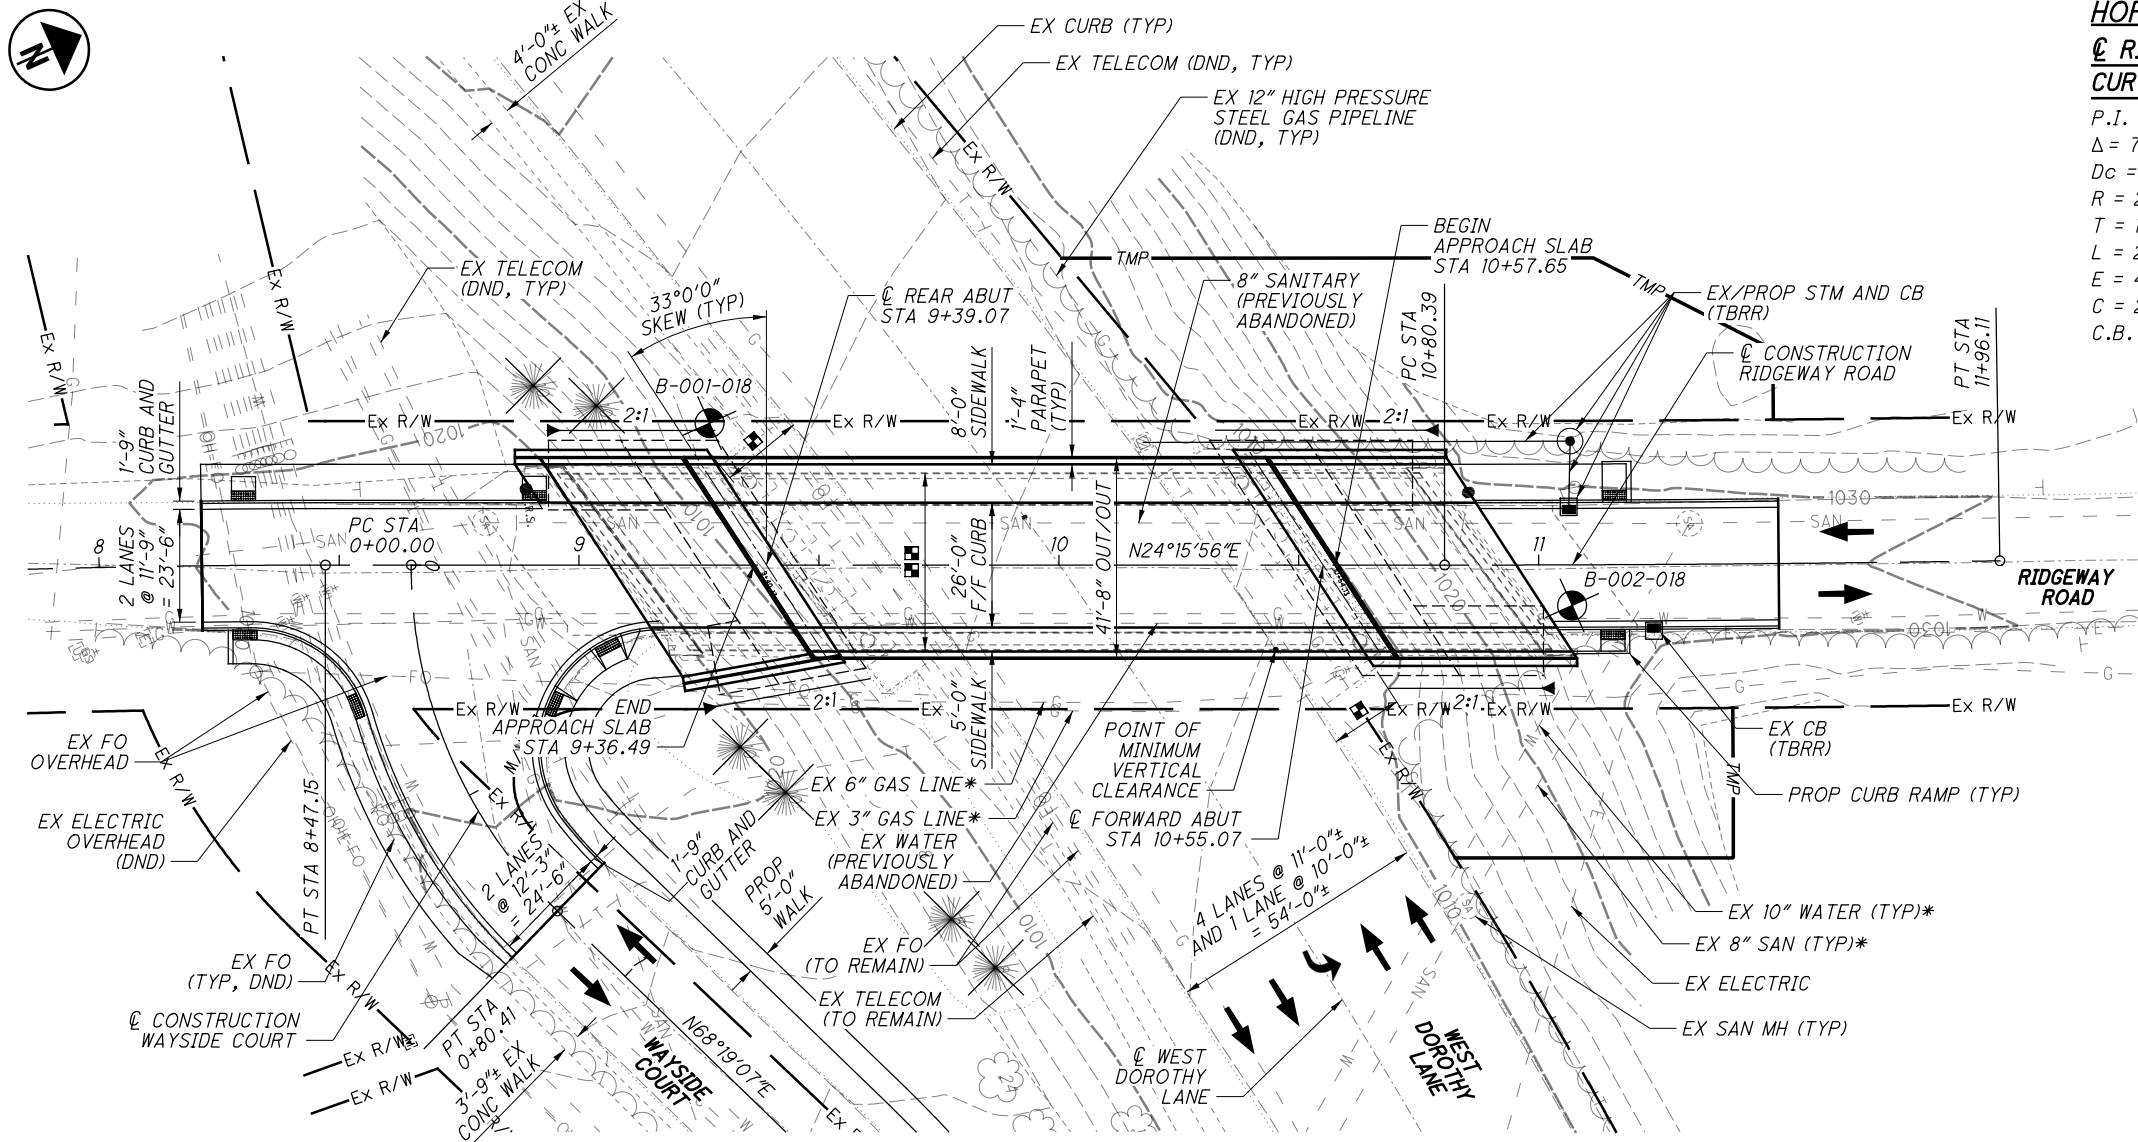 N
4'-0"± EX
CONC WALK
EX CURB (TYP)
EX TELECOM (DND, TYP)
EX 12" HIGH PRESSURE
STEEL GAS PIPELINE
(DND, TYP)
Ex R/W
TMP
BEGIN
APPROACH SLAB
STA 10+57.65
TMP
EX/PROP STM AND CB
(TBRR)
℄ CONSTRUCTION
RIDGEWAY ROAD
PC STA
10+80.39
PT STA
11+96.11
8" SANITARY
(PREVIOUSLY
ABANDONED)
EX TELECOM
(DND, TYP)
33°0'0"
SKEW (TYP)
℄ REAR ABUT
STA 9+39.07
Ex R/W
Ex R/W
1'-9"
CURB AND
GUTTER
8'-0"
SIDEWALK
1'-4"
PARAPET
(TYP)
B-001-018
2:1
Ex R/W
Ex R/W
Ex R/W
2:1
Ex R/W
Ex R/W
1020
1010
1030
SAN
SAN
SAN
SAN
SAN
2 LANES
@ 11'-9"
= 23'-6"
PC STA
0+00.00
8
0
9
10
11
26'-0"
F/F CURB
41'-8" OUT/OUT
N24°15'56"E
B-002-018
1020
RIDGEWAY
ROAD
1030
FO
Ex R/W
END
APPROACH SLAB
STA 9+36.49
2:1
Ex
5'-0"
SIDEWALK
Ex R/W
2:1
Ex R/W
Ex R/W
EX FO
OVERHEAD
EX ELECTRIC
OVERHEAD
(DND)
Ex R/W
PT STA 8+47.15
EX 6" GAS LINE*
EX 3" GAS LINE*
EX WATER
(PREVIOUSLY
ABANDONED)
POINT OF
MINIMUM
VERTICAL
CLEARANCE
℄ FORWARD ABUT
STA 10+55.07
Ex R/W
TMP
EX CB
(TBRR)
PROP CURB RAMP (TYP)
2 LANES
@ 12'-3"
= 24'-6"
1'-9"
CURB AND
GUTTER
PROP
5'-0"
WALK
4 LANES @ 11'-0"±
AND 1 LANE @ 10'-0"±
= 54'-0"±
1010
1010
EX 10" WATER (TYP)*
EX 8" SAN (TYP)*
EX ELECTRIC
EX SAN MH (TYP)
EX FO
(TYP, DND)
EX FO
(TO REMAIN)
EX TELECOM
(TO REMAIN)
℄ CONSTRUCTION
WAYSIDE COURT
Ex R/W
Ex R/W
Ex R/W
PT STA
0+80.41
3'-9"± EX
CONC WALK
WAYSIDE
COURT
N68°19'07"E
24
℄ WEST
DOROTHY
LANE
WEST
DOROTHY
LANE
℄ R
CUR
P.I.
Δ = 7
Dc =
R = 2
T = 1
L = 2
E = 4
C = 2
C.B.